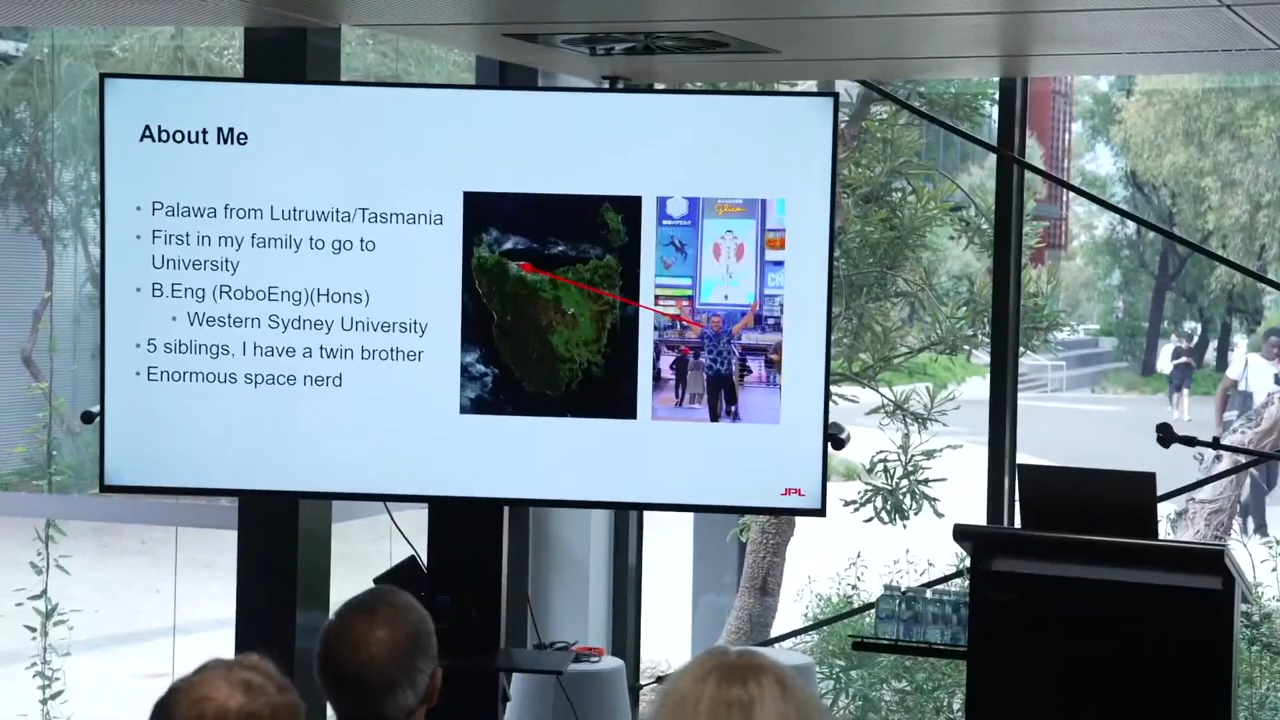 About Me
• Palawa from Lutruwita/Tasmania
• First in my family to go to
University
• B.Eng (RoboEng)(Hons)
• Western Sydney University
• 5 siblings, I have a twin brother
• Enormous space nerd
Glico
JPL